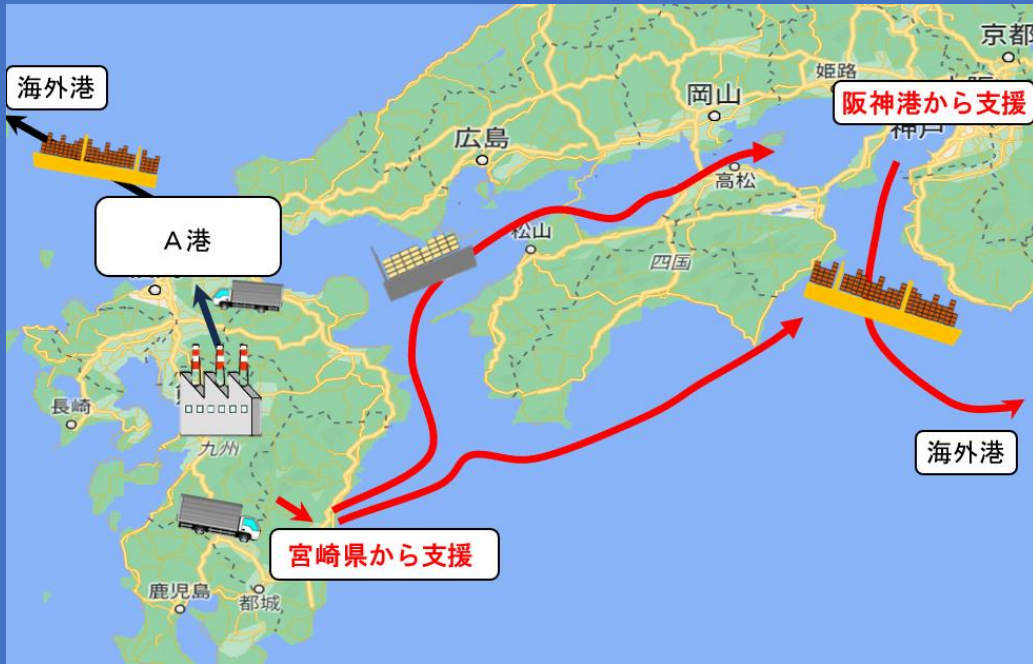 京都
海外港
姫路
岡山
阪神港から支援
神戸
広島
高松
A港
松山
四国
長崎
九州
海外港
宮崎県から支援
鹿児島
都城